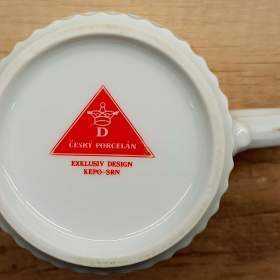 D
ČESKÝ PORCELÁN
EXKLUSIV DESIGN
KEPO-SRN